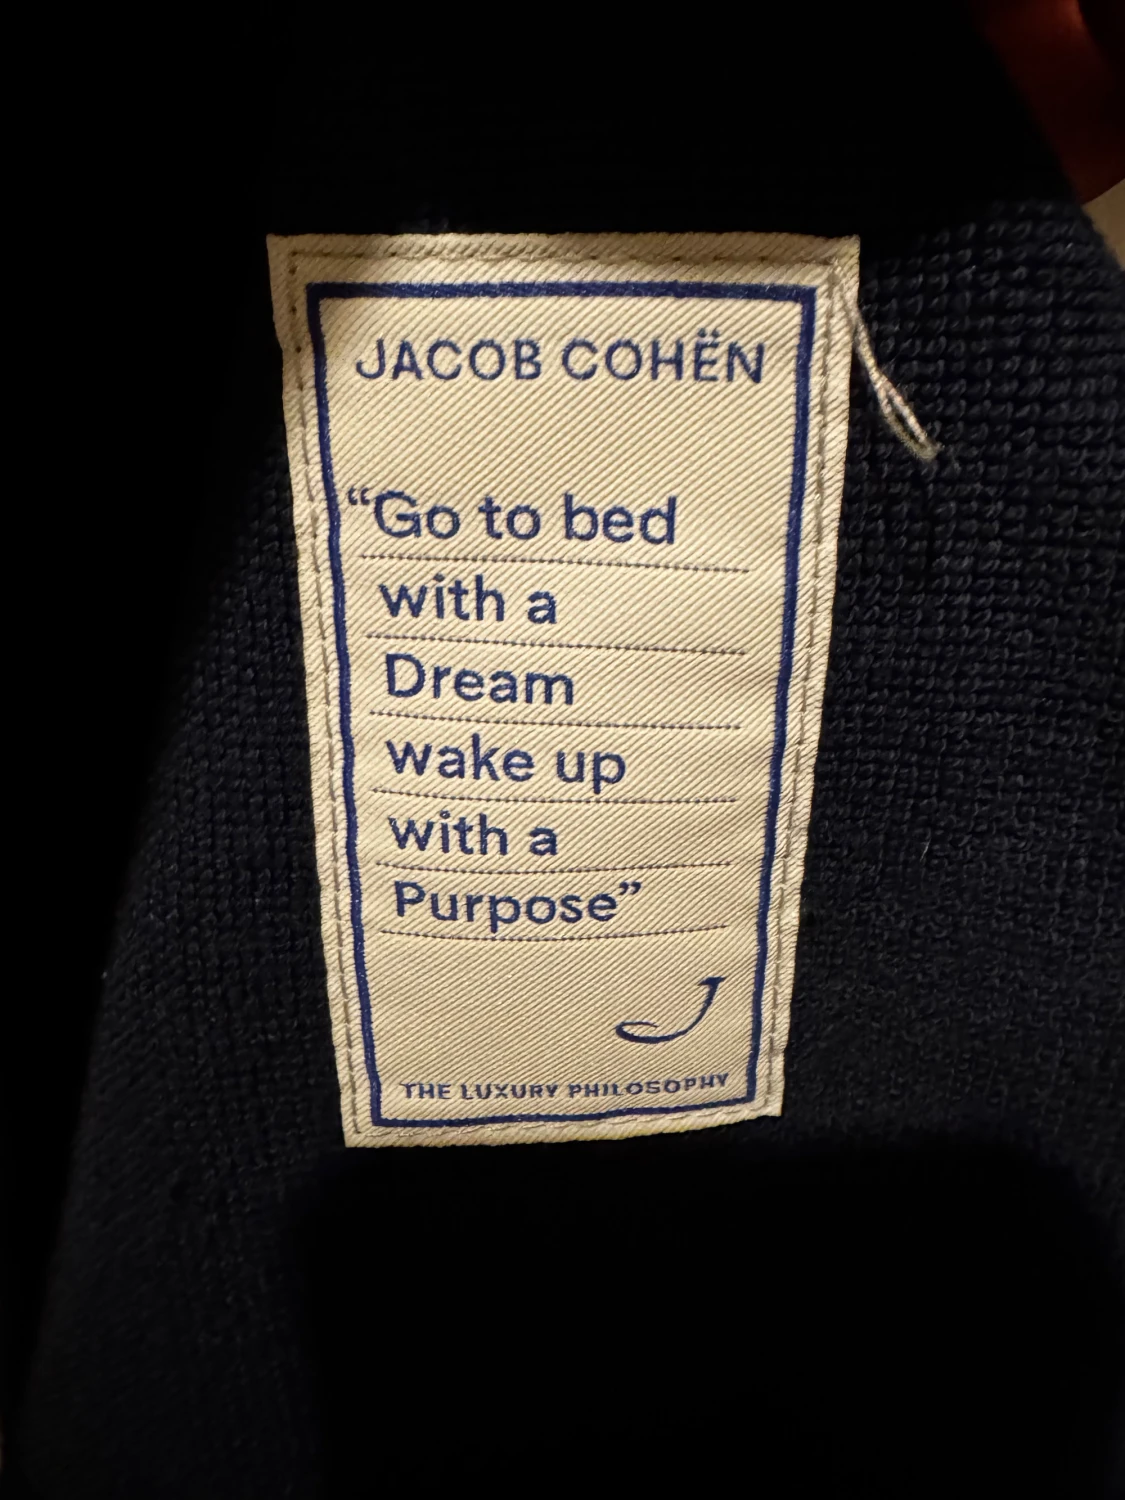 JACOB COHËN
“Go to bed
with a
Dream
wake up
with a
Purpose”
J
THE LUXURY PHILOSOPHY